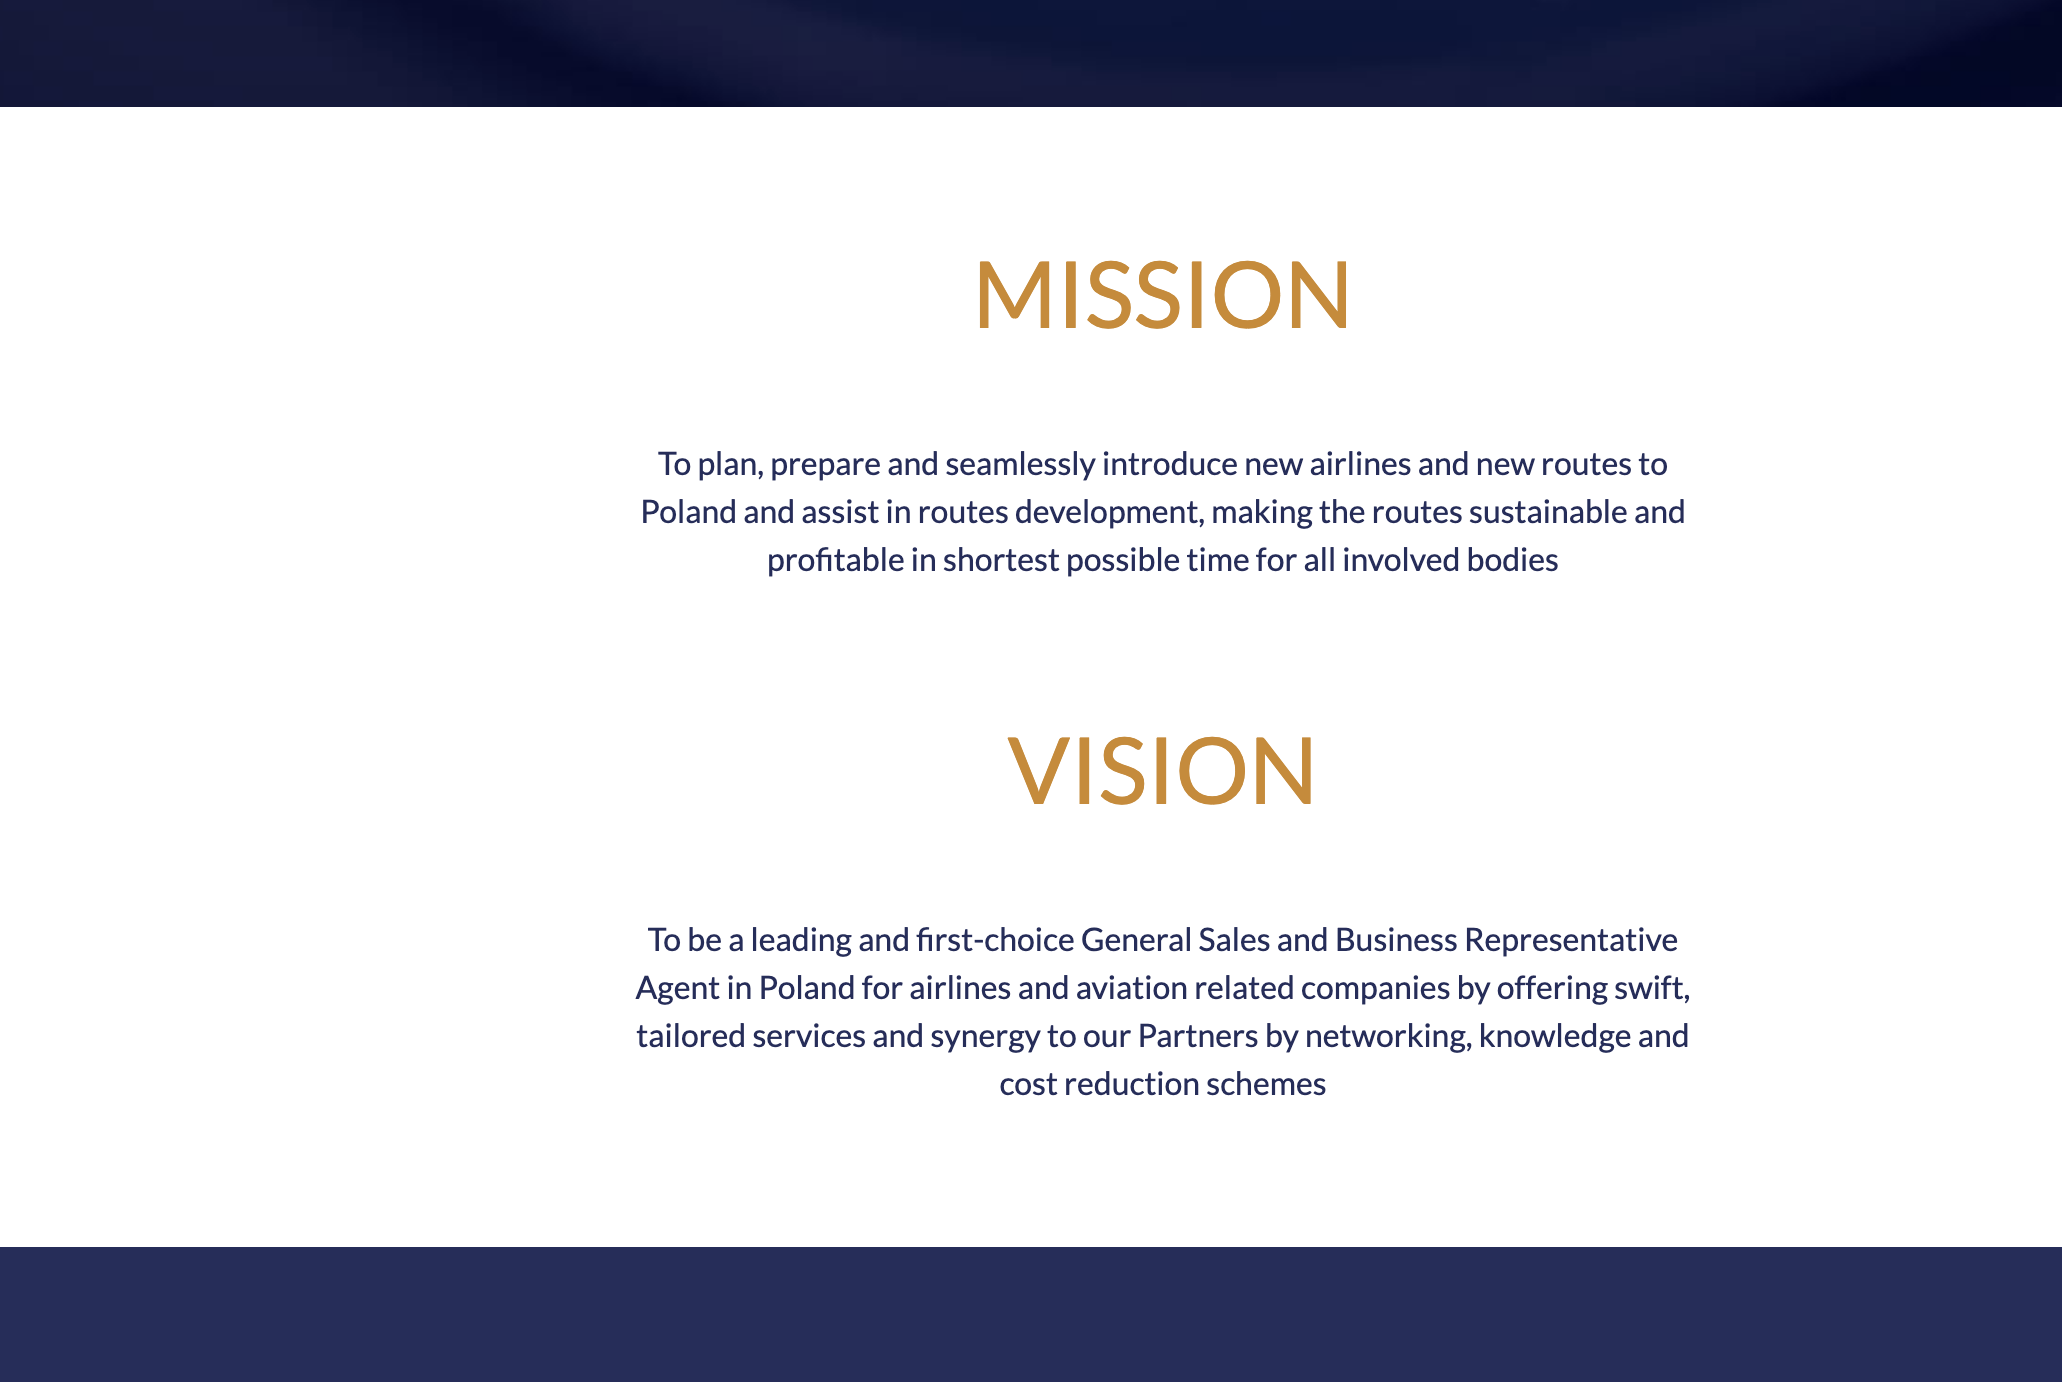 MISSION
To plan, prepare and seamlessly introduce new airlines and new routes to
Poland and assist in routes development, making the routes sustainable and
profitable in shortest possible time for all involved bodies
VISION
To be a leading and first-choice General Sales and Business Representative
Agent in Poland for airlines and aviation related companies by offering swift,
tailored services and synergy to our Partners by networking, knowledge and
cost reduction schemes